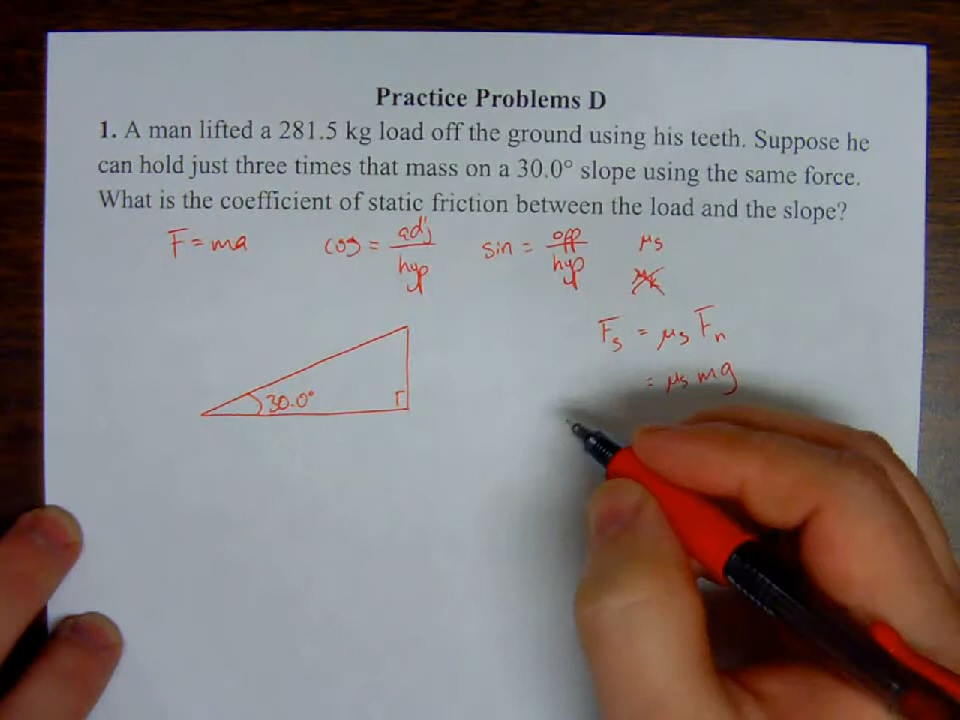 Practice Problems D
1. A man lifted a 281.5 kg load off the ground using his teeth. Suppose he
can hold just three times that mass on a 30.0° slope using the same force.
What is the coefficient of static friction between the load and the slope?
F = ma cos = adj/hyp sin = opp/hyp μs
Fs = μs Fn
= μs mg
30.0°